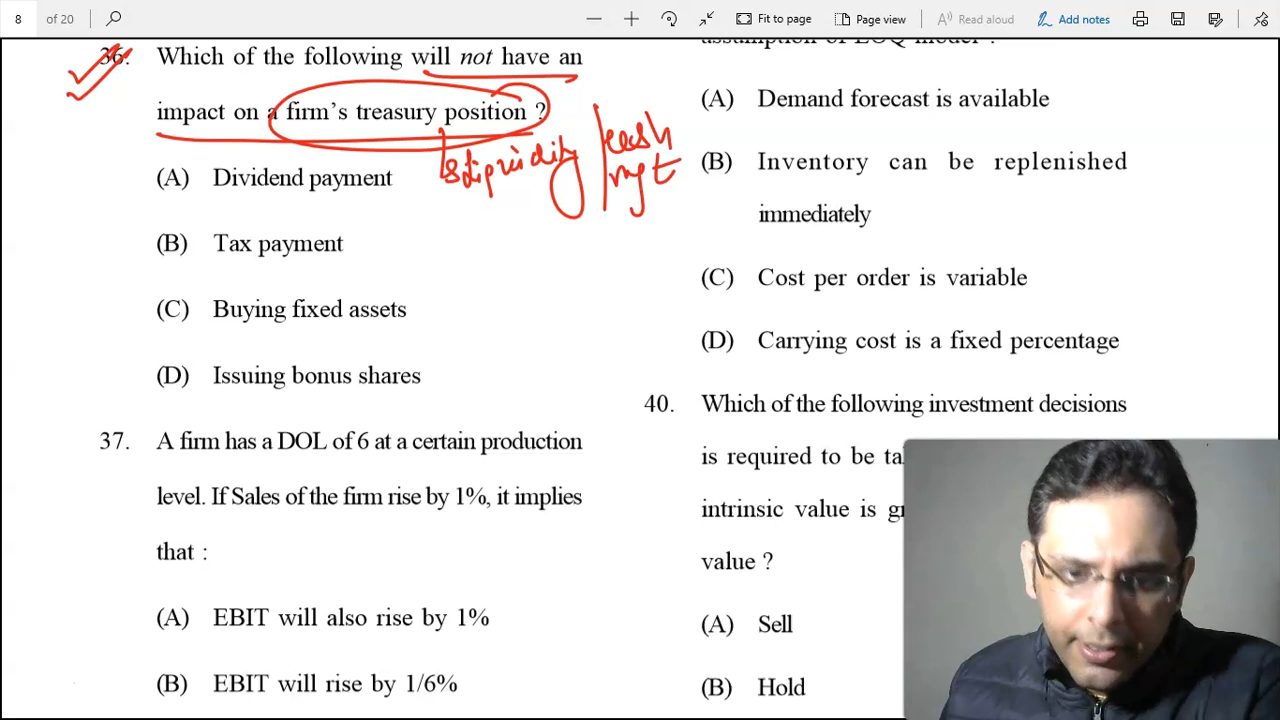 8 of 20
Fit to page
Page view
Read aloud
Add notes
36. Which of the following will not have an
impact on a firm's treasury position ?
liquidity
cash
mgt
(A) Dividend payment
(B) Tax payment
(C) Buying fixed assets
(D) Issuing bonus shares
37. A firm has a DOL of 6 at a certain production
level. If Sales of the firm rise by 1%, it implies
that :
(A) EBIT will also rise by 1%
(B) EBIT will rise by 1/6%
assumption of EOQ model ?
(A) Demand forecast is available
(B) Inventory can be replenished
immediately
(C) Cost per order is variable
(D) Carrying cost is a fixed percentage
40. Which of the following investment decisions
is required to be ta
intrinsic value is g
value ?
(A) Sell
(B) Hold